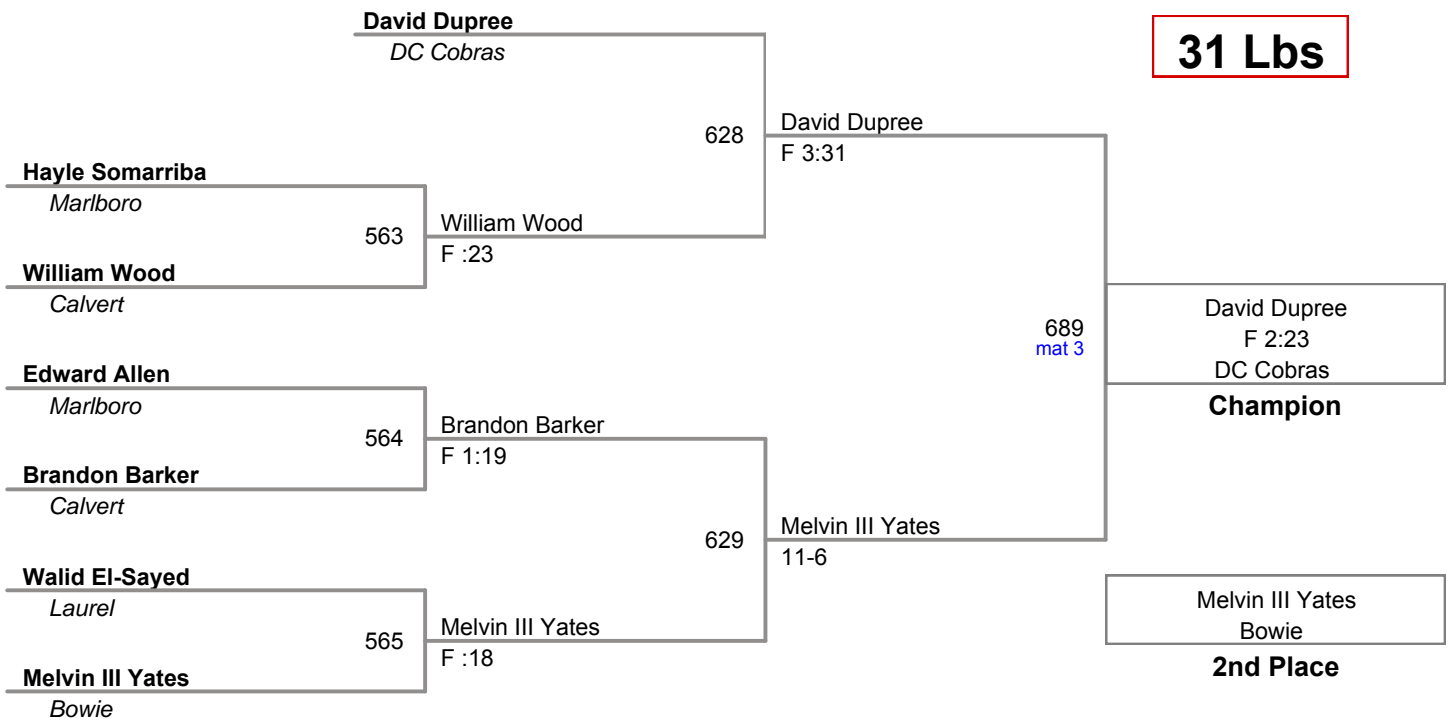 David Dupree
DC Cobras
31 Lbs
628
David Dupree
F 3:31
Hayle Somarriba
Marlboro
563
William Wood
F :23
William Wood
Calvert
689
mat 3
David Dupree
F 2:23
DC Cobras
Champion
Edward Allen
Marlboro
564
Brandon Barker
F 1:19
Brandon Barker
Calvert
629
Melvin III Yates
11-6
Walid El-Sayed
Laurel
565
Melvin III Yates
F :18
Melvin III Yates
Bowie
Melvin III Yates
Bowie
2nd Place